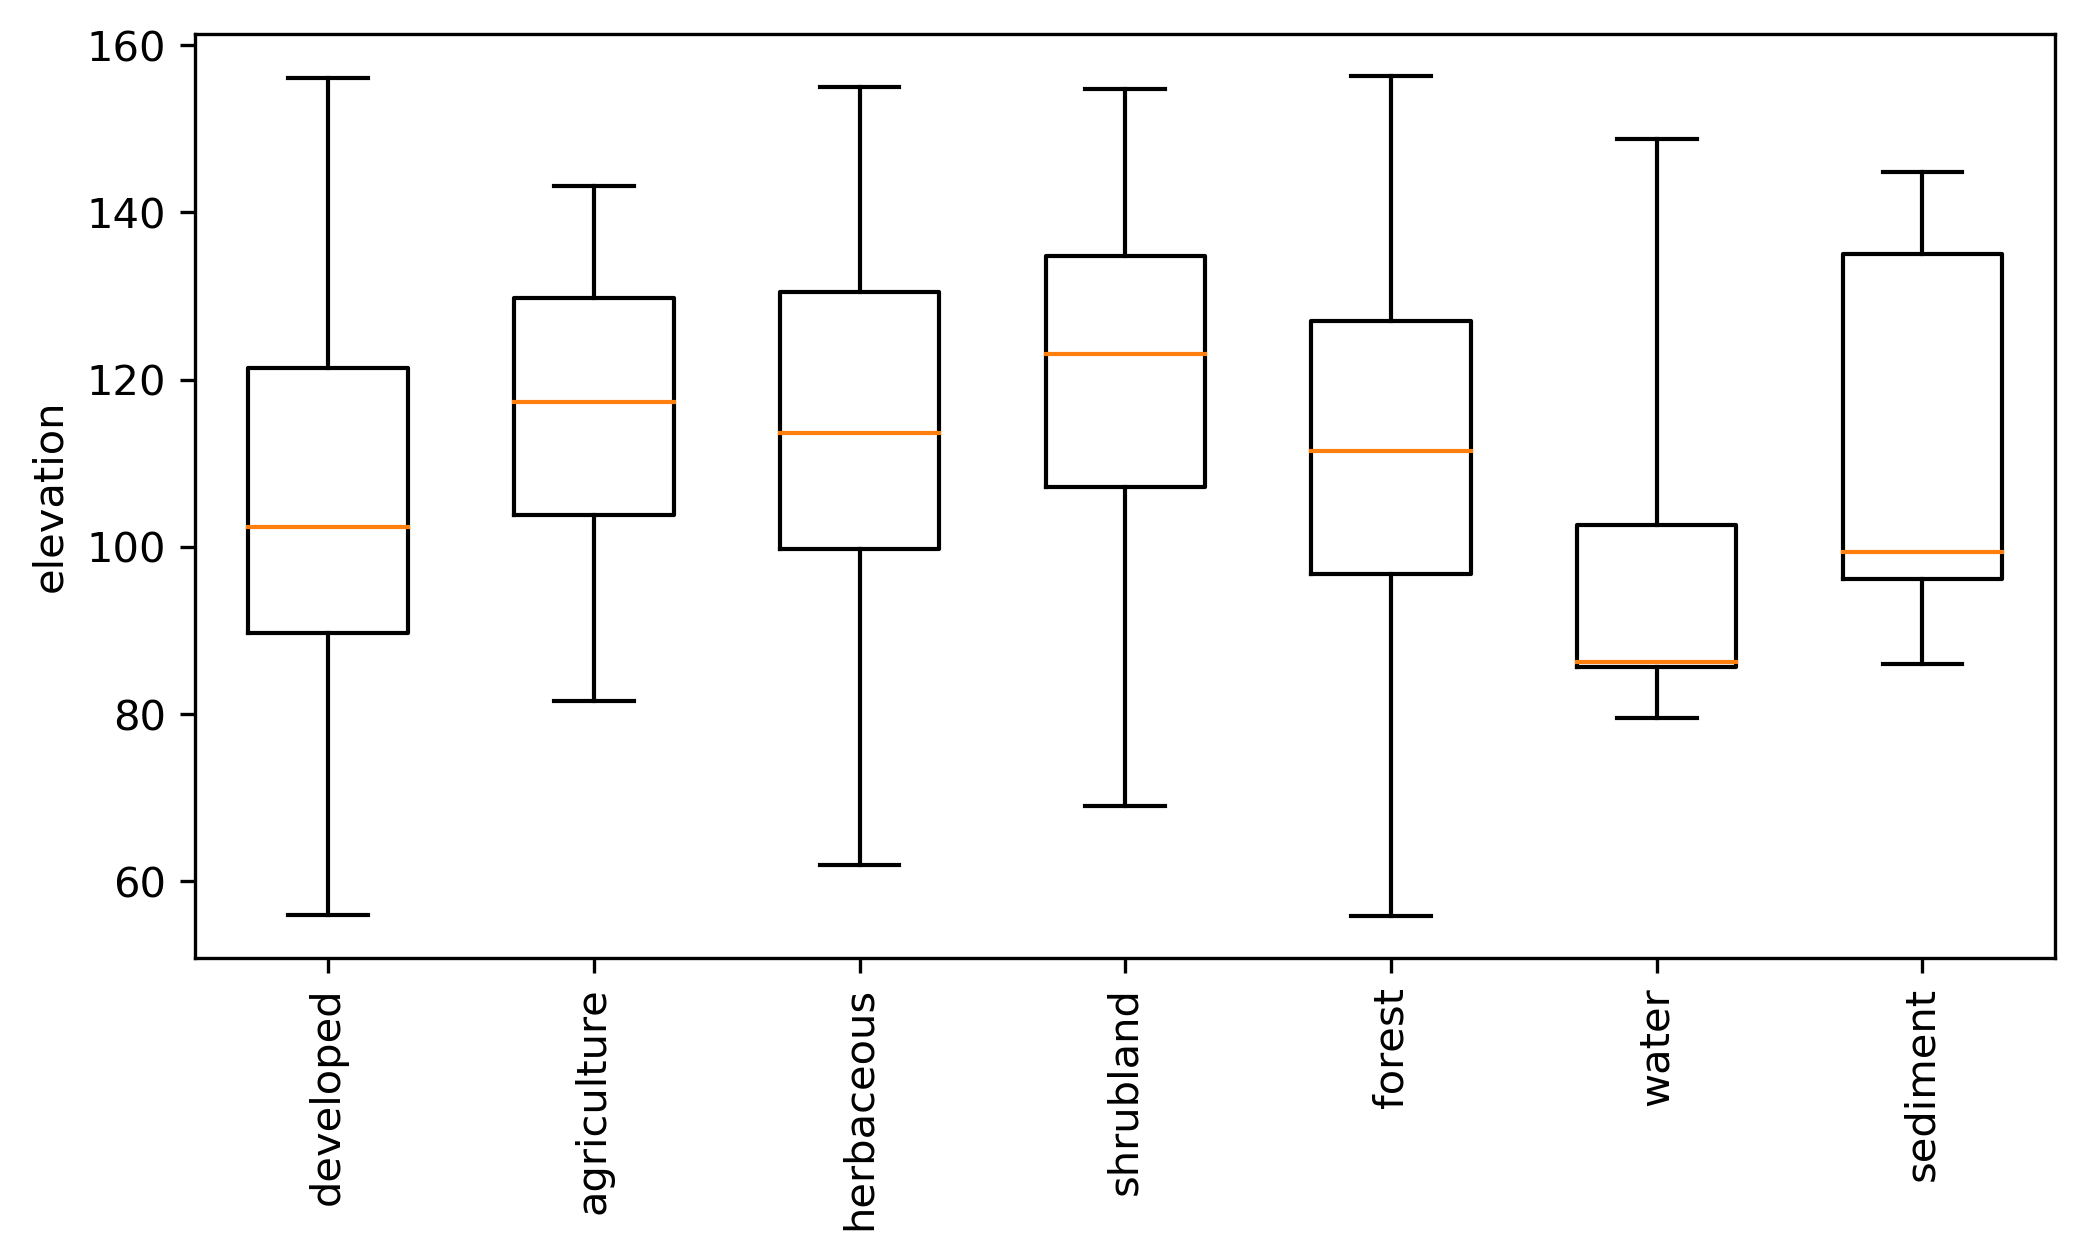 160
140
120
100
80
60
elevation
developed
agriculture
herbaceous
shrubland
forest
water
sediment